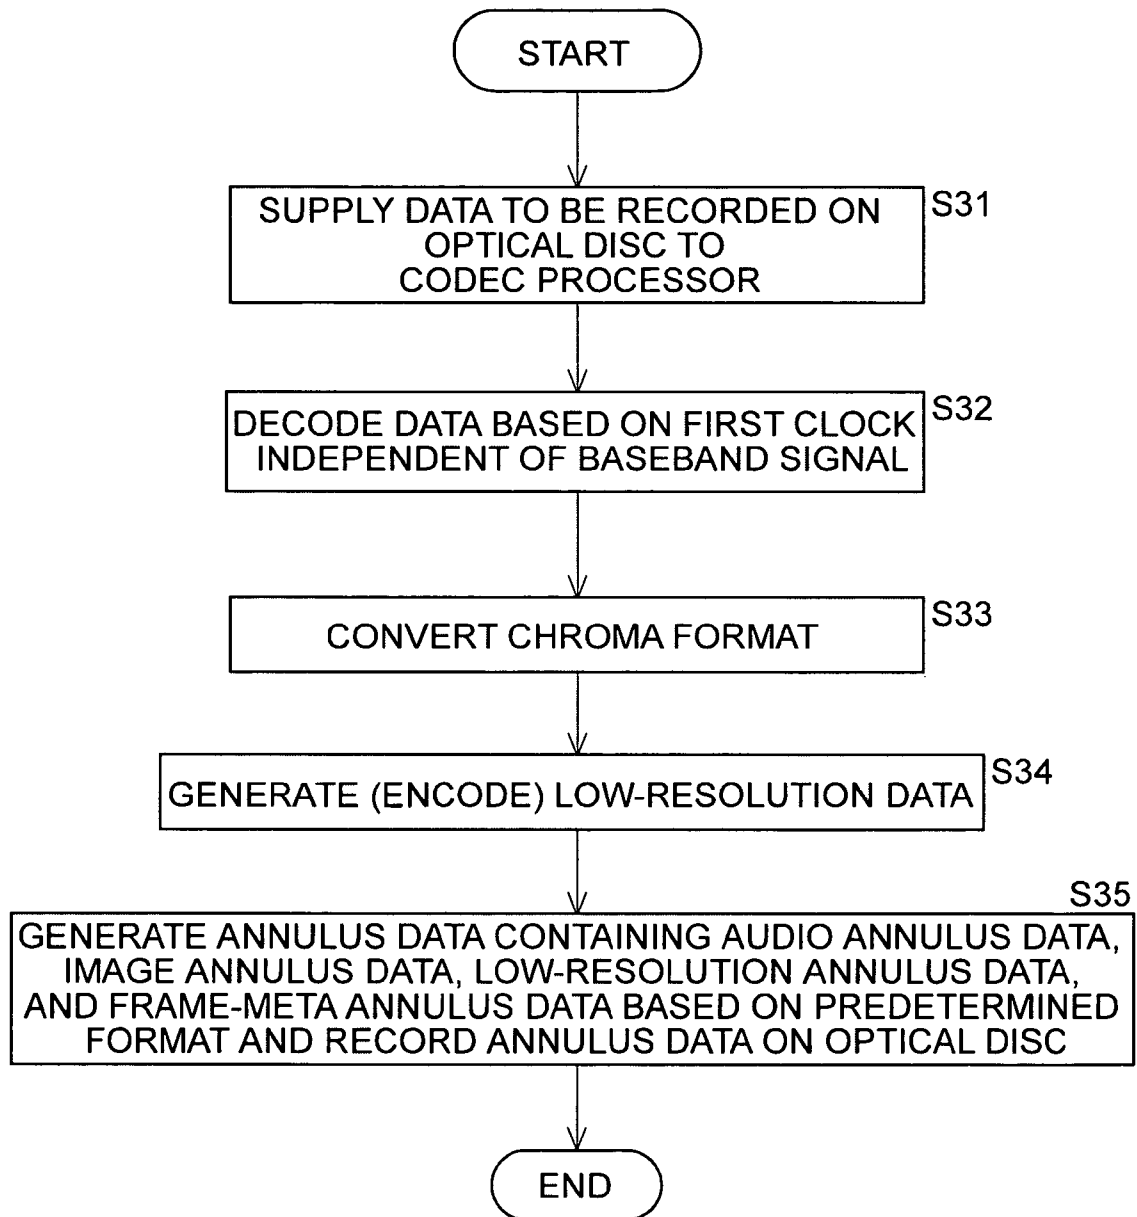 START
S31
SUPPLY DATA TO BE RECORDED ON
OPTICAL DISC TO
CODEC PROCESSOR
S32
DECODE DATA BASED ON FIRST CLOCK
INDEPENDENT OF BASEBAND SIGNAL
S33
CONVERT CHROMA FORMAT
S34
GENERATE (ENCODE) LOW-RESOLUTION DATA
S35
GENERATE ANNULUS DATA CONTAINING AUDIO ANNULUS DATA,
IMAGE ANNULUS DATA, LOW-RESOLUTION ANNULUS DATA,
AND FRAME-META ANNULUS DATA BASED ON PREDETERMINED
FORMAT AND RECORD ANNULUS DATA ON OPTICAL DISC
END